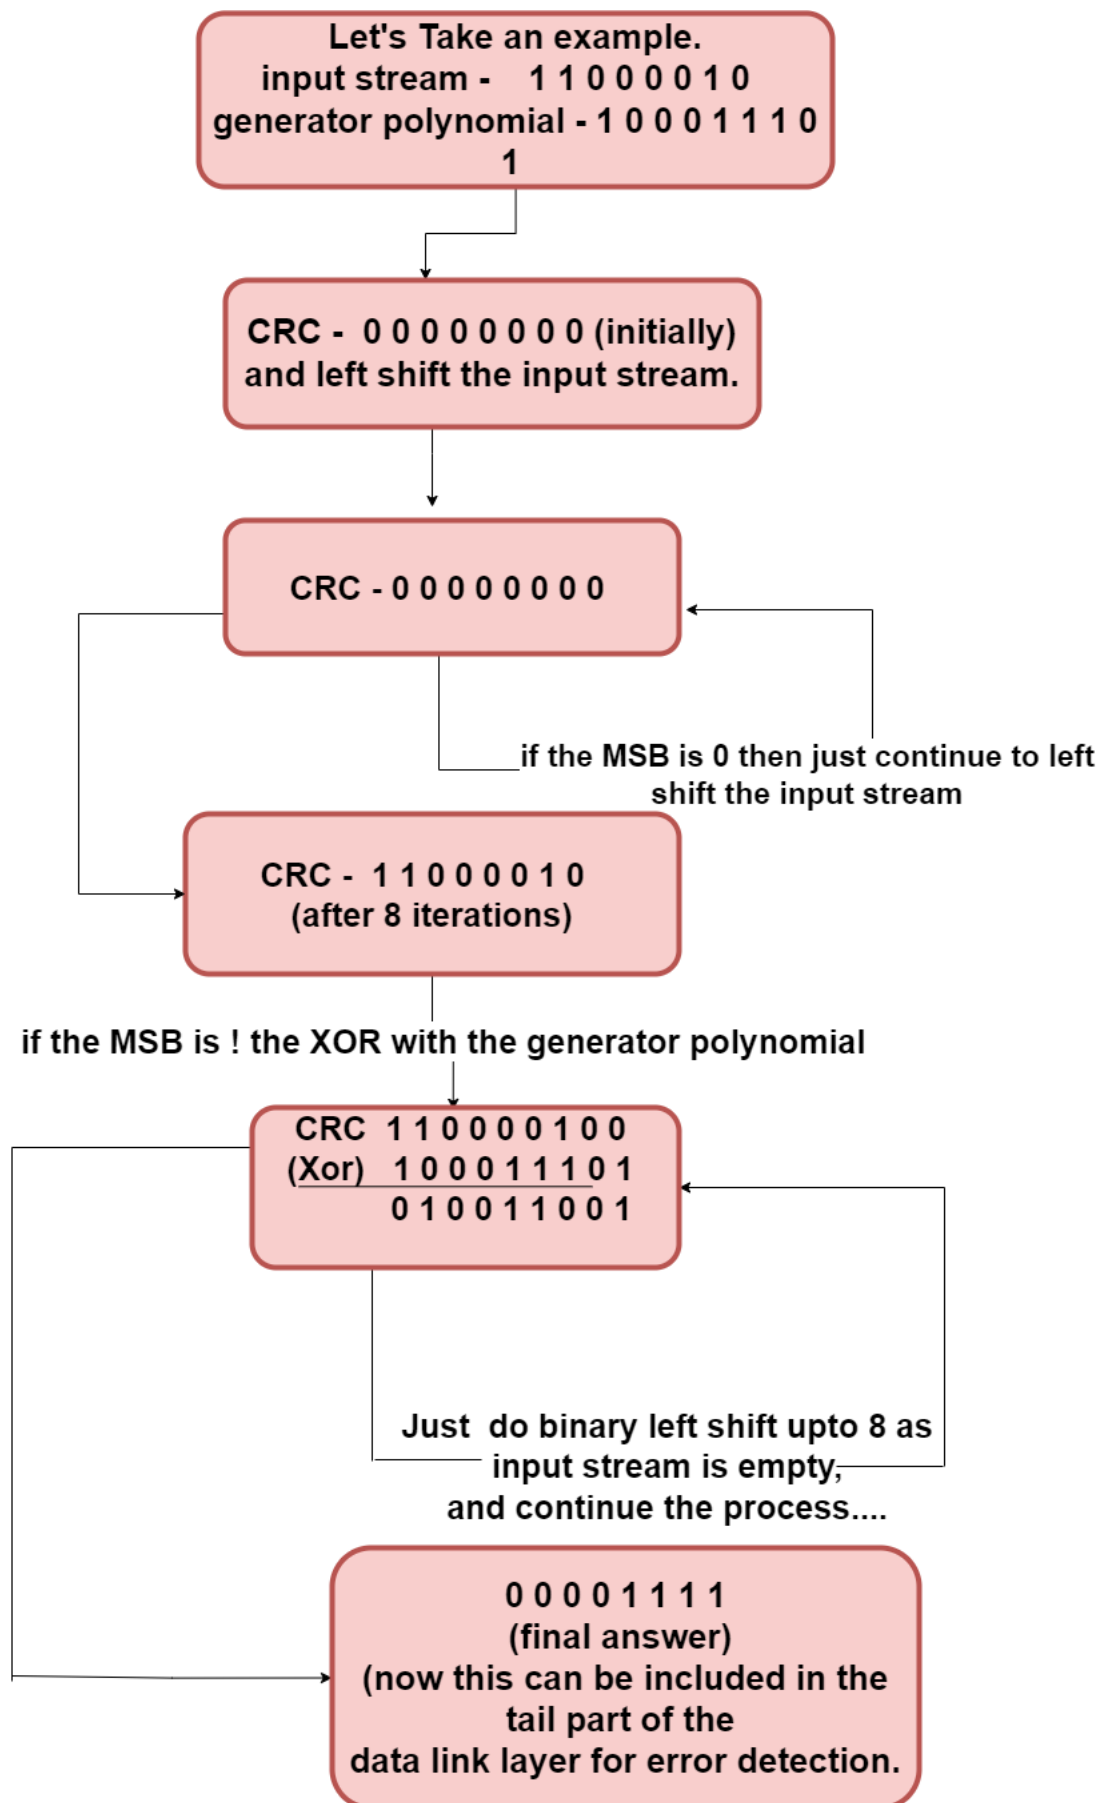 Let's Take an example.
input stream - 1 1 0 0 0 0 1 0
generator polynomial - 1 0 0 0 1 1 1 0
1
CRC - 0 0 0 0 0 0 0 0 (initially)
and left shift the input stream.
CRC - 0 0 0 0 0 0 0 0
if the MSB is 0 then just continue to left
shift the input stream
CRC - 1 1 0 0 0 0 1 0
(after 8 iterations)
if the MSB is ! the XOR with the generator polynomial
CRC 1 1 0 0 0 0 1 0 0
(Xor) 1 0 0 0 1 1 1 0 1
0 1 0 0 1 1 0 0 1
Just do binary left shift upto 8 as
input stream is empty,
and continue the process....
0 0 0 0 1 1 1 1
(final answer)
(now this can be included in the
tail part of the
data link layer for error detection.